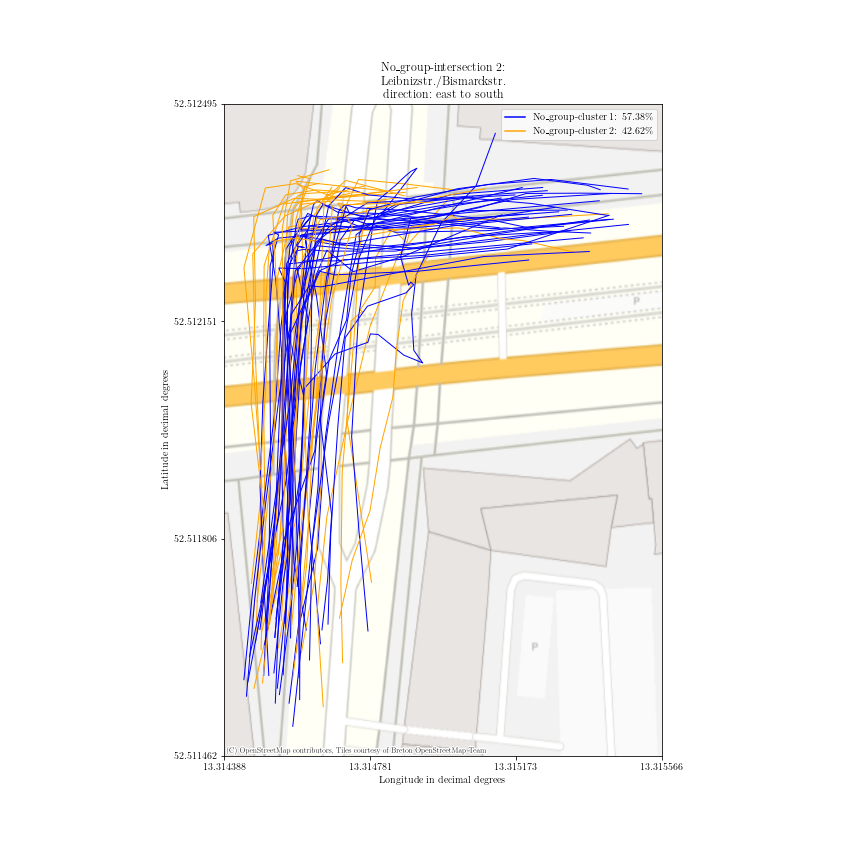 No_group-intersection 2:
Leibnizstr./Bismarckstr.
direction: east to south
No_group-cluster 1: 57.38%
No_group-cluster 2: 42.62%
52.512495
52.512151
52.511806
52.511462
Latitude in decimal degrees
P
P
(C) OpenStreetMap contributors, Tiles courtesy of Breton OpenStreetMap Team
13.314388
13.314781
13.315173
13.315566
Longitude in decimal degrees